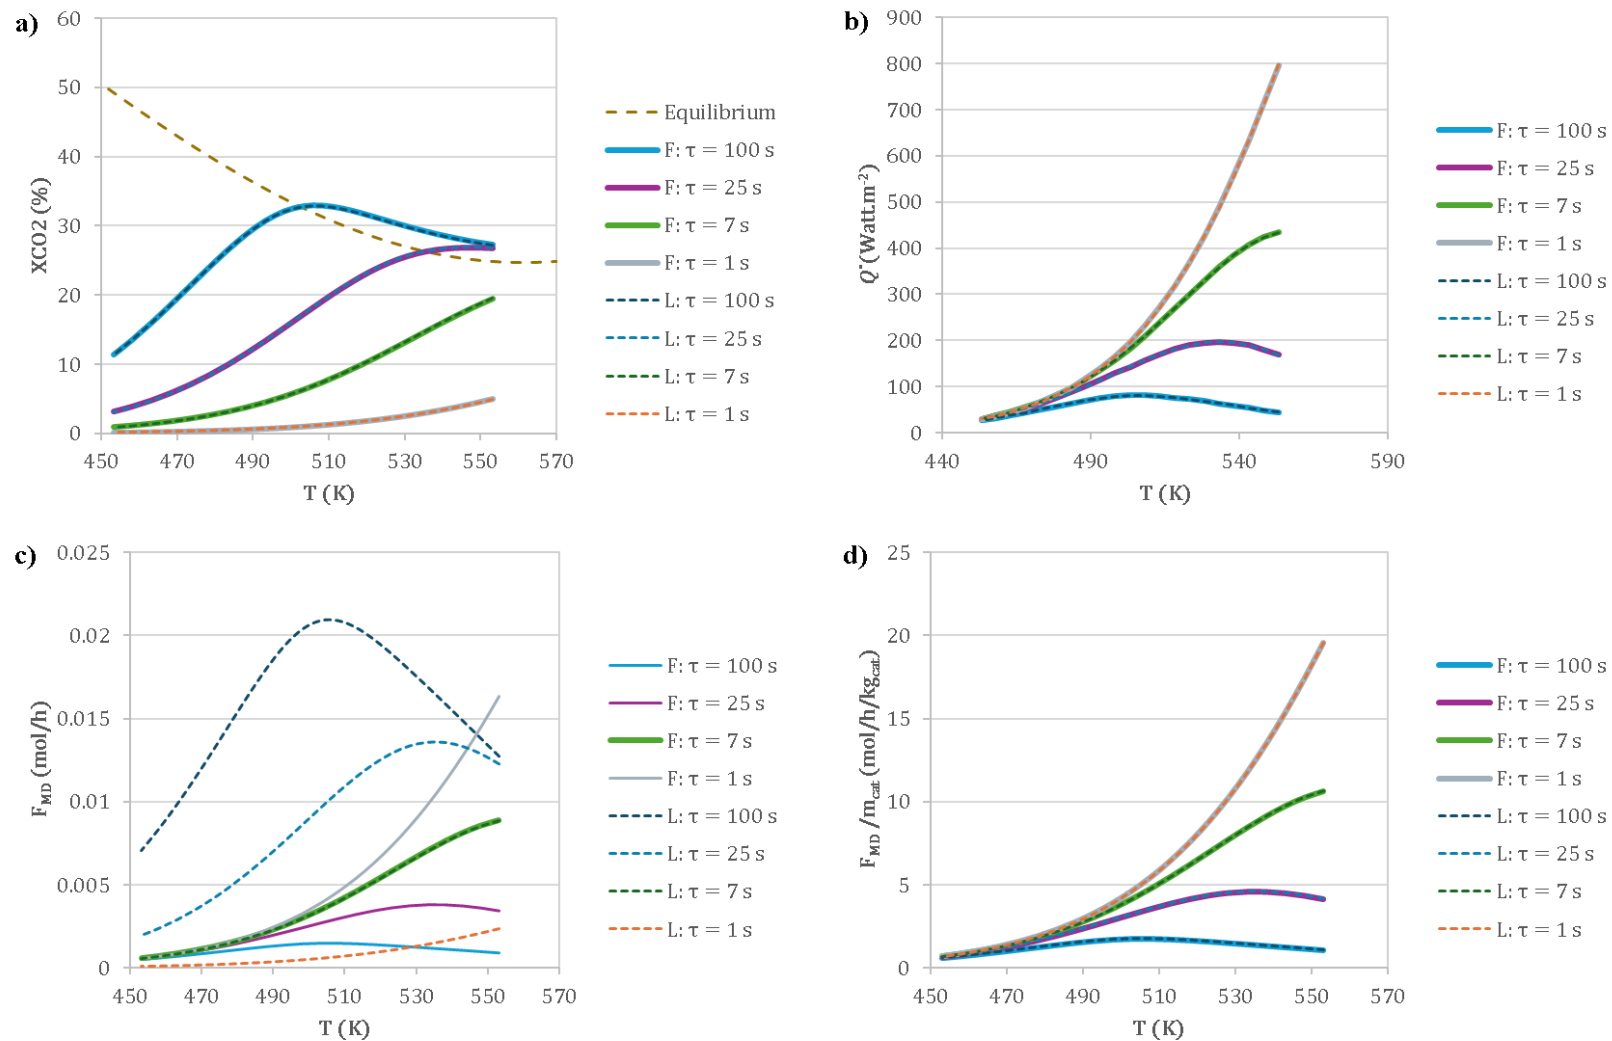 a)
60
50
40
30
20
10
0
XCO2 (%)
450 470 490 510 530 550 570
T (K)
Equilibrium
F: τ = 100 s
F: τ = 25 s
F: τ = 7 s
F: τ = 1 s
L: τ = 100 s
L: τ = 25 s
L: τ = 7 s
L: τ = 1 s
b)
900
800
700
600
500
400
300
200
100
0
Q̈ (Watt.m⁻²)
440 490 540 590
T (K)
F: τ = 100 s
F: τ = 25 s
F: τ = 7 s
F: τ = 1 s
L: τ = 100 s
L: τ = 25 s
L: τ = 7 s
L: τ = 1 s
c)
0.025
0.02
0.015
0.01
0.005
0
F_MD (mol/h)
450 470 490 510 530 550 570
T (K)
F: τ = 100 s
F: τ = 25 s
F: τ = 7 s
F: τ = 1 s
L: τ = 100 s
L: τ = 25 s
L: τ = 7 s
L: τ = 1 s
d)
25
20
15
10
5
0
F_MD /m_cat (mol/h/kg_cat.)
450 470 490 510 530 550 570
T (K)
F: τ = 100 s
F: τ = 25 s
F: τ = 7 s
F: τ = 1 s
L: τ = 100 s
L: τ = 25 s
L: τ = 7 s
L: τ = 1 s